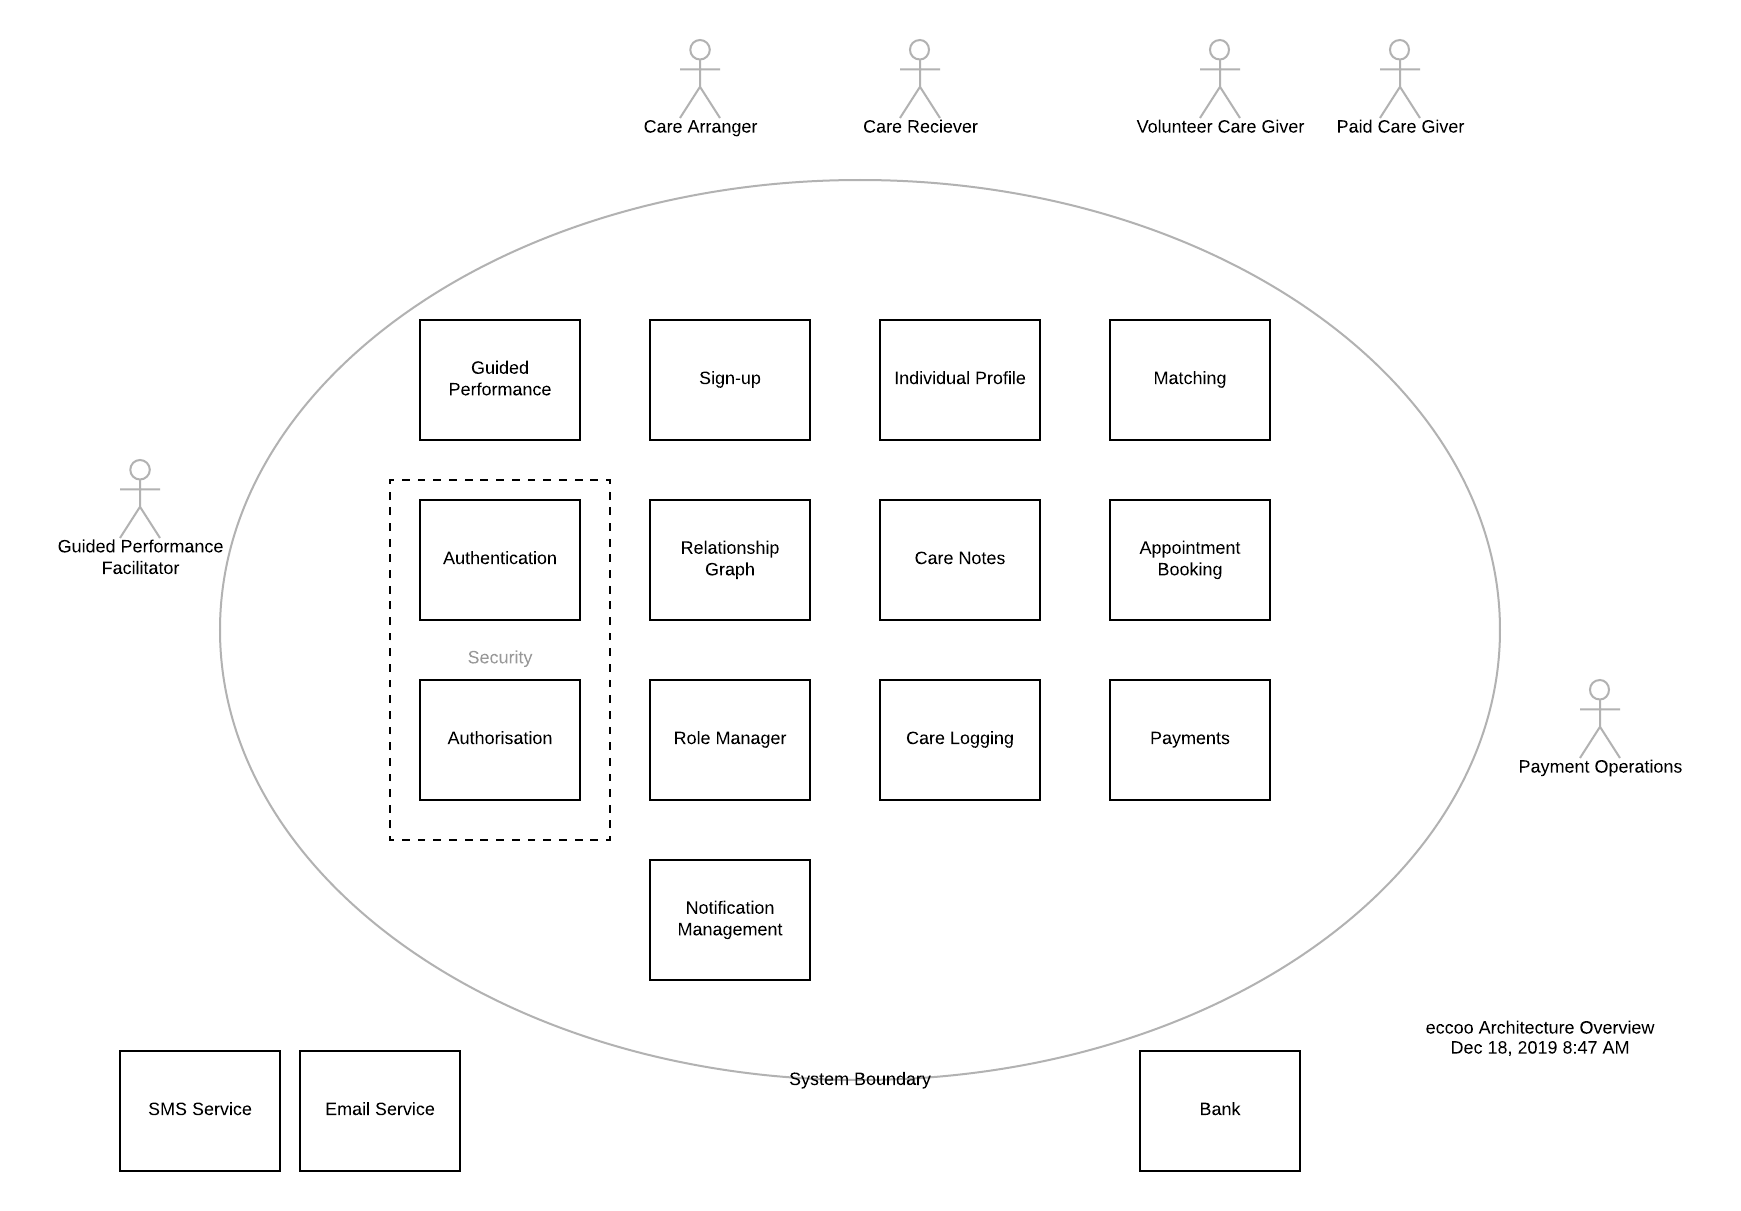 Care Arranger
Care Reciever
Volunteer Care Giver
Paid Care Giver
Guided
Performance
Sign-up
Individual Profile
Matching
Guided Performance
Facilitator
Authentication
Relationship
Graph
Care Notes
Appointment
Booking
Security
Authorisation
Role Manager
Care Logging
Payments
Payment Operations
Notification
Management
eccoo Architecture Overview
Dec 18, 2019 8:47 AM
System Boundary
SMS Service
Email Service
Bank